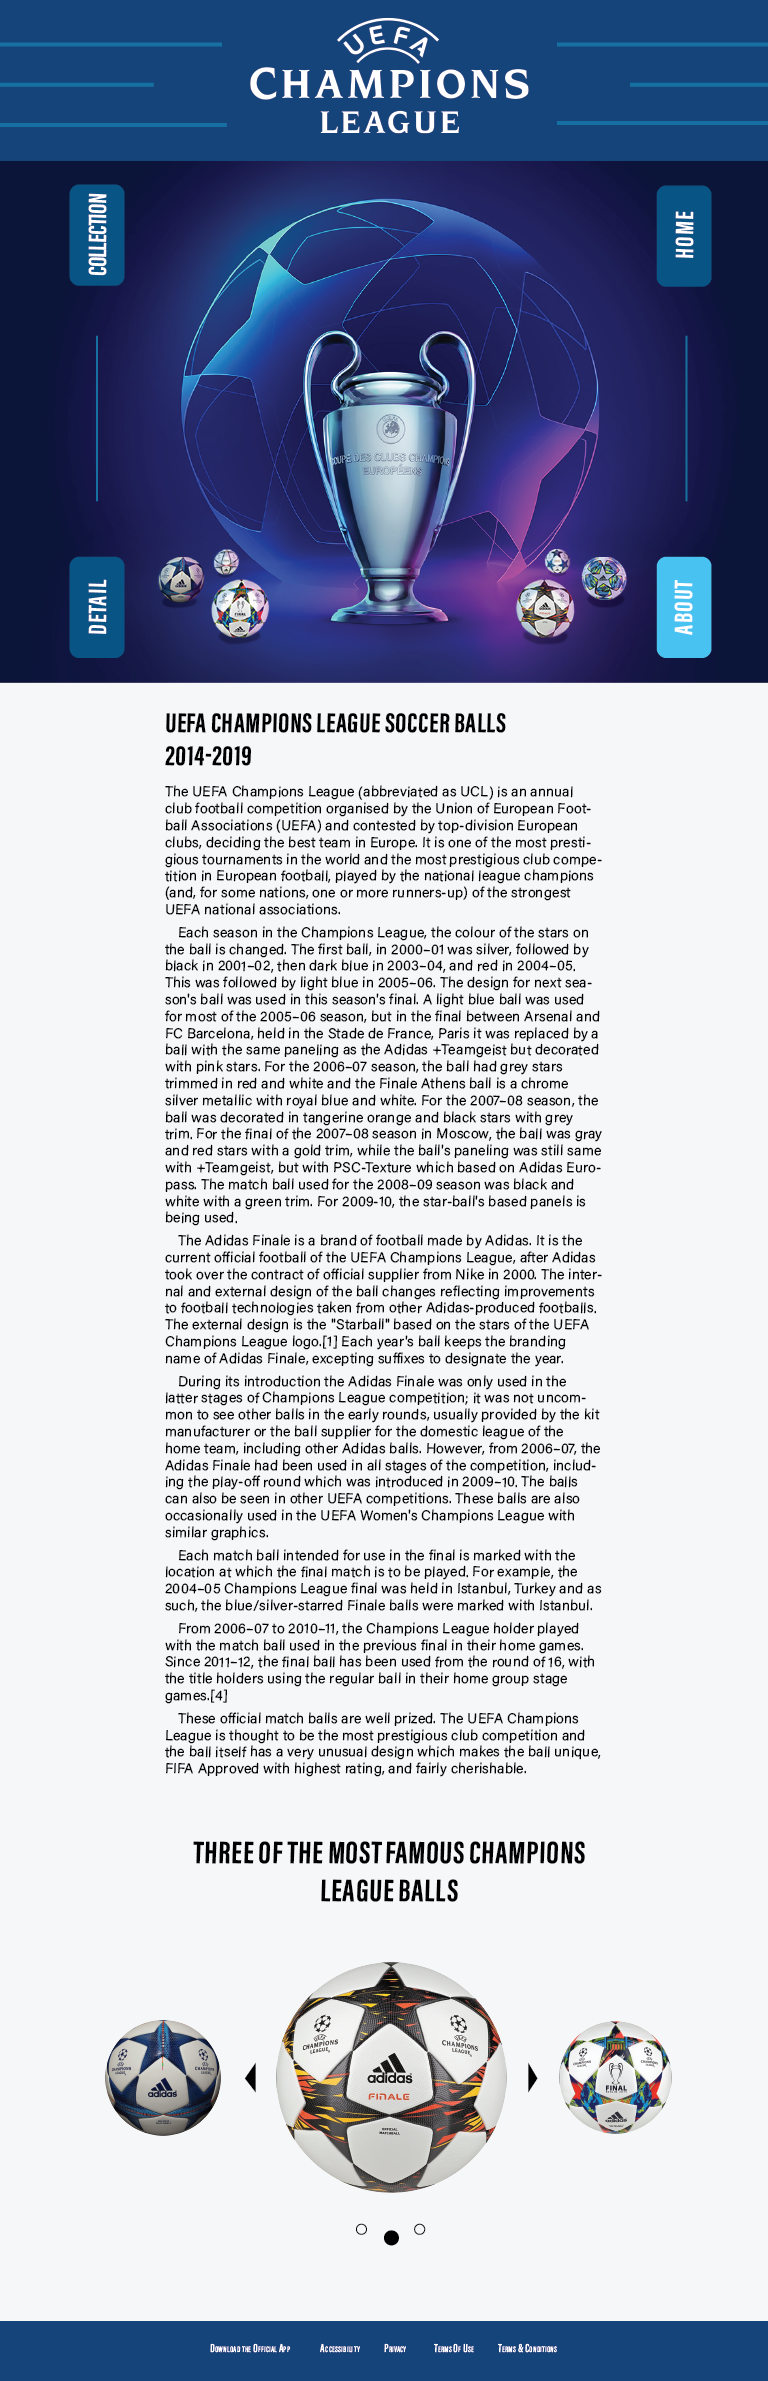 UEFA
CHAMPIONS
LEAGUE
COLLECTION
HOME
COUPE DES CLUBS CHAMPIONS
EUROPÉENS
DETAIL
ABOUT
UEFA CHAMPIONS LEAGUE SOCCER BALLS
2014-2019
The UEFA Champions League (abbreviated as UCL) is an annual
club football competition organised by the Union of European Foot-
ball Associations (UEFA) and contested by top-division European
clubs, deciding the best team in Europe. It is one of the most presti-
gious tournaments in the world and the most prestigious club compe-
tition in European football, played by the national league champions
(and, for some nations, one or more runners-up) of the strongest
UEFA national associations.
Each season in the Champions League, the colour of the stars on
the ball is changed. The first ball, in 2000–01 was silver, followed by
black in 2001–02, then dark blue in 2003–04, and red in 2004–05.
This was followed by light blue in 2005–06. The design for next sea-
son's ball was used in this season's final. A light blue ball was used
for most of the 2005–06 season, but in the final between Arsenal and
FC Barcelona, held in the Stade de France, Paris it was replaced by a
ball with the same paneling as the Adidas +Teamgeist but decorated
with pink stars. For the 2006–07 season, the ball had grey stars
trimmed in red and white and the Finale Athens ball is a chrome
silver metallic with royal blue and white. For the 2007–08 season, the
ball was decorated in tangerine orange and black stars with grey
trim. For the final of the 2007–08 season in Moscow, the ball was gray
and red stars with a gold trim, while the ball's paneling was still same
with +Teamgeist, but with PSC-Texture which based on Adidas Euro-
pass. The match ball used for the 2008–09 season was black and
white with a green trim. For 2009-10, the star-ball's based panels is
being used.
The Adidas Finale is a brand of football made by Adidas. It is the
current official football of the UEFA Champions League, after Adidas
took over the contract of official supplier from Nike in 2000. The inter-
nal and external design of the ball changes reflecting improvements
to football technologies taken from other Adidas-produced footballs.
The external design is the "Starball" based on the stars of the UEFA
Champions League logo.[1] Each year's ball keeps the branding
name of Adidas Finale, excepting suffixes to designate the year.
During its introduction the Adidas Finale was only used in the
latter stages of Champions League competition; it was not uncom-
mon to see other balls in the early rounds, usually provided by the kit
manufacturer or the ball supplier for the domestic league of the
home team, including other Adidas balls. However, from 2006–07, the
Adidas Finale had been used in all stages of the competition, includ-
ing the play-off round which was introduced in 2009–10. The balls
can also be seen in other UEFA competitions. These balls are also
occasionally used in the UEFA Women's Champions League with
similar graphics.
Each match ball intended for use in the final is marked with the
location at which the final match is to be played. For example, the
2004–05 Champions League final was held in Istanbul, Turkey and as
such, the blue/silver-starred Finale balls were marked with Istanbul.
From 2006–07 to 2010–11, the Champions League holder played
with the match ball used in the previous final in their home games.
Since 2011–12, the final ball has been used from the round of 16, with
the title holders using the regular ball in their home group stage
games.[4]
These official match balls are well prized. The UEFA Champions
League is thought to be the most prestigious club competition and
the ball itself has a very unusual design which makes the ball unique,
FIFA Approved with highest rating, and fairly cherishable.
THREE OF THE MOST FAMOUS CHAMPIONS
LEAGUE BALLS
CHAMPIONS
LEAGUE
CHAMPIONS
LEAGUE
adidas
FINALE
OFFICIAL
MATCHBALL
adidas
FINAL
adidas
Download the Official App Accessibility Privacy Terms Of Use Terms & Conditions